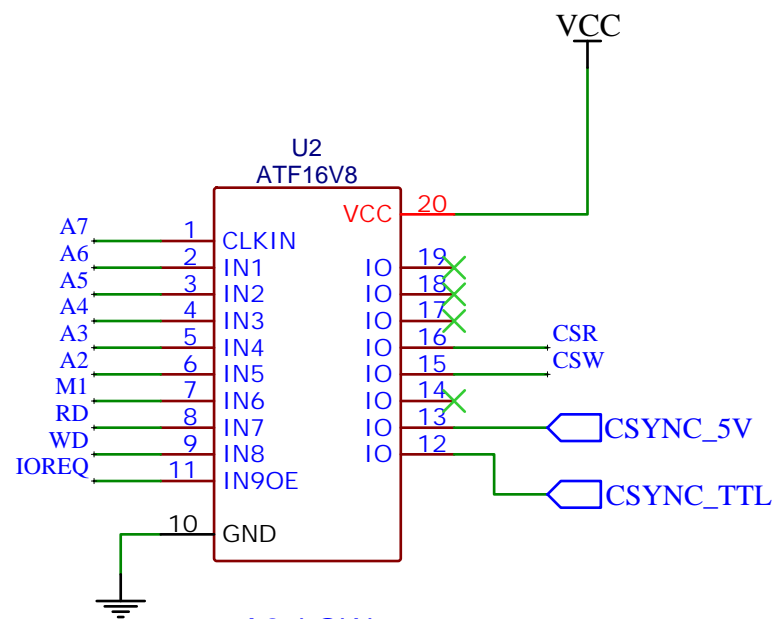 VCC
U2
ATF16V8
VCC 20
A7 1 CLKIN
A6 2 IN1 IO 19
A5 3 IN2 IO 18
A4 4 IN3 IO 17
A3 5 IN4 IO 16 CSR
A2 6 IN5 IO 15 CSW
M1 7 IN6 IO 14
RD 8 IN7 IO 13 CSYNC_5V
WD 9 IN8 IO 12
IOREQ 11 IN9OE
CSYNC_TTL
10 GND